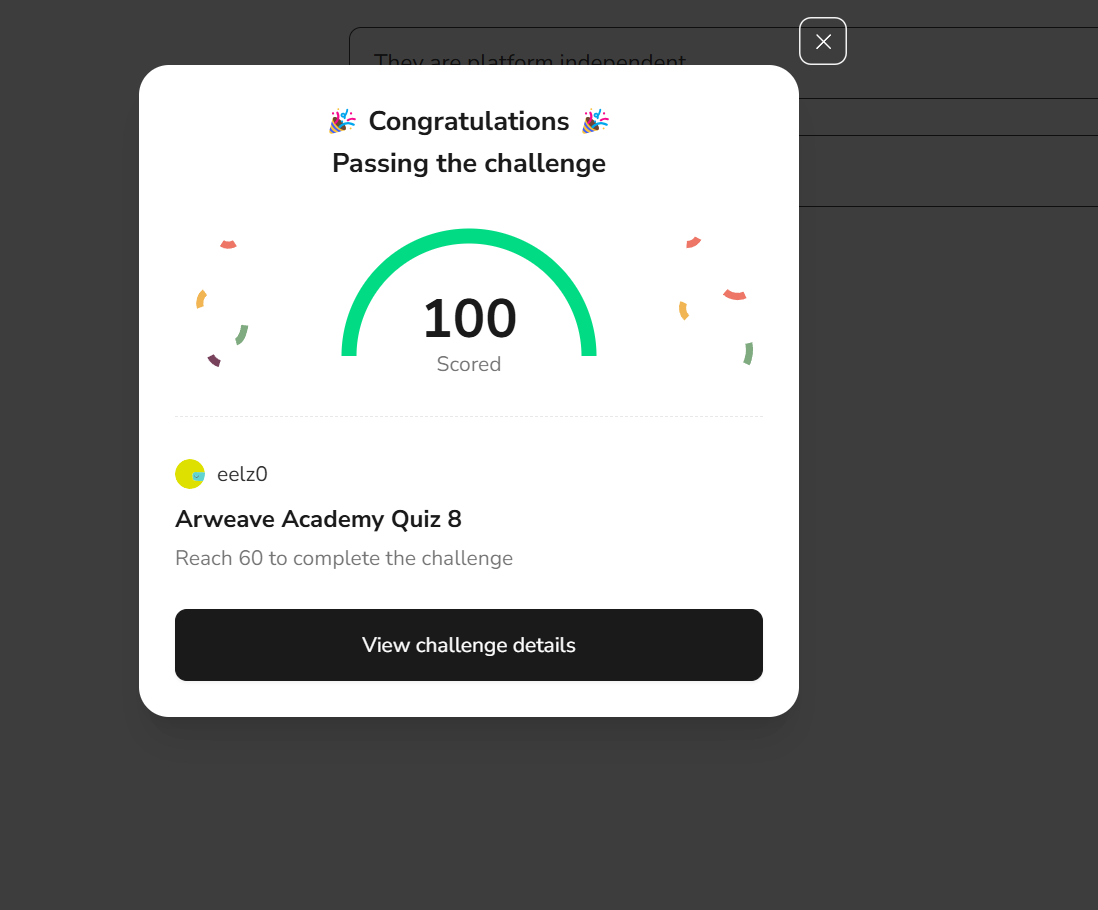 They are platform independent
🎉 Congratulations 🎉
Passing the challenge
100
Scored
eelz0
Arweave Academy Quiz 8
Reach 60 to complete the challenge
View challenge details